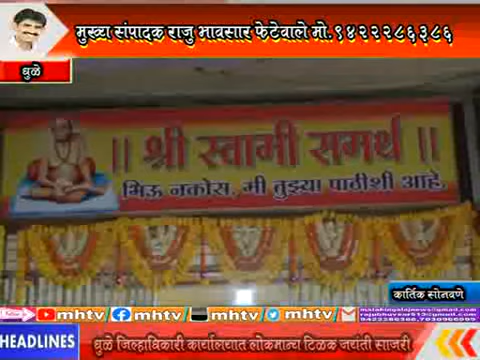 मुख्य संपादक राजु भावसार फेटेवाले मो.९४२२२८६३८६
धुळे
॥ श्री स्वामी समर्थ ॥
भिऊ नकोस, मी तुझ्या पाठीशी आहे.
कार्तिक सोनवणे
mhtv mhtv mhtv mhtv
HEADLINES
धुळे जिल्हाधिकारी कार्यालयात लोकमान्य टिळक जयंती साजरी